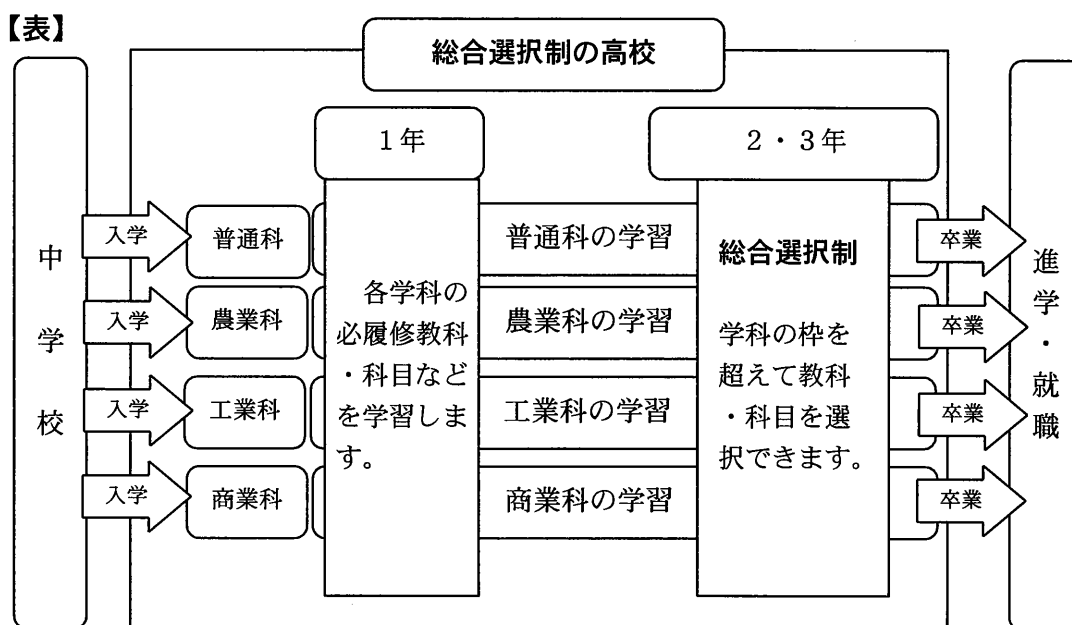 【表】
総合選択制の高校
1年
2・3年
中学校
入学
普通科
普通科の学習
卒業
入学
農業科
農業科の学習
卒業
入学
工業科
工業科の学習
卒業
入学
商業科
商業科の学習
卒業
各学科の
必履修教科
・科目など
を学習しま
す。
総合選択制
学科の枠を
超えて教科
・科目を選
択できます。
進学・就職